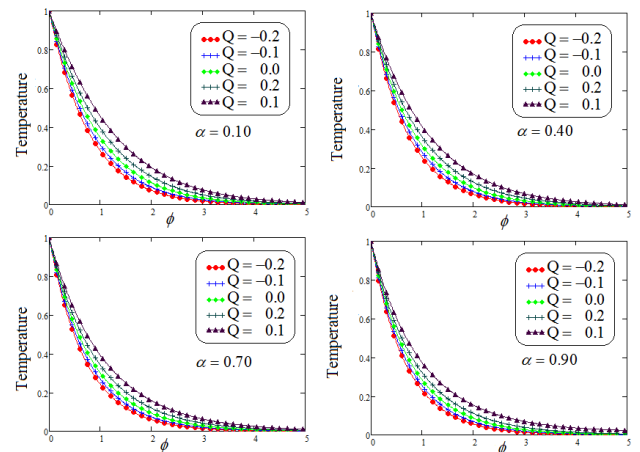 Temperature
1
0.8
0.6
0.4
0.2
0
0 1 2 3 4 5
ϕ
Q = −0.2
Q = −0.1
Q = 0.0
Q = 0.2
Q = 0.1
α = 0.10
Temperature
1
0.8
0.6
0.4
0.2
0
0 1 2 3 4 5
ϕ
Q = −0.2
Q = −0.1
Q = 0.0
Q = 0.2
Q = 0.1
α = 0.40
Temperature
1
0.8
0.6
0.4
0.2
0
0 1 2 3 4 5
ϕ
Q = −0.2
Q = −0.1
Q = 0.0
Q = 0.2
Q = 0.1
α = 0.70
Temperature
1
0.8
0.6
0.4
0.2
0
0 1 2 3 4 5
ϕ
Q = −0.2
Q = −0.1
Q = 0.0
Q = 0.2
Q = 0.1
α = 0.90